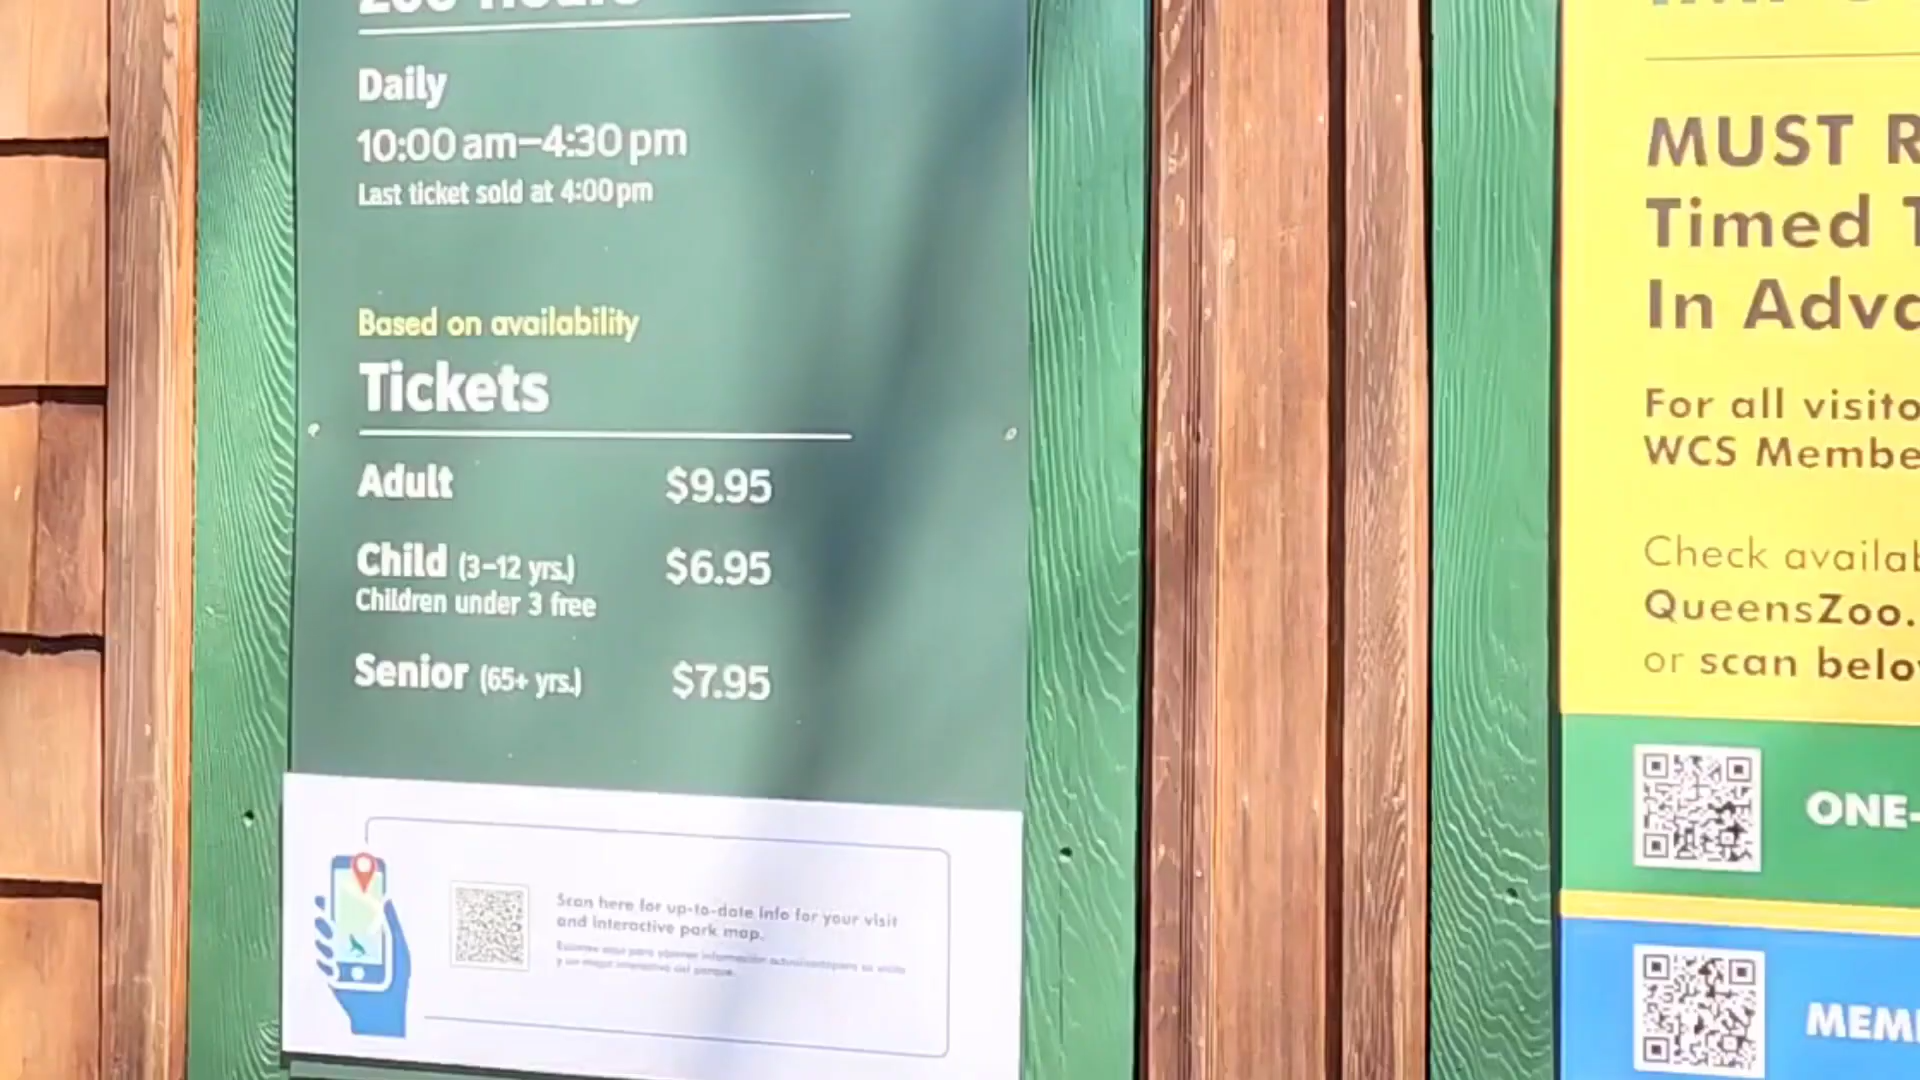 Zoo Hours
Daily
10:00 am–4:30 pm
Last ticket sold at 4:00 pm
Based on availability
Tickets
Adult $9.95
Child (3–12 yrs.) $6.95
Children under 3 free
Senior (65+ yrs.) $7.95
Scan here for up-to-date info for your visit
and interactive park map.
MUST R
Timed T
In Adva
For all visito
WCS Membe
Check availab
QueensZoo.
or scan belo
ONE-
MEM